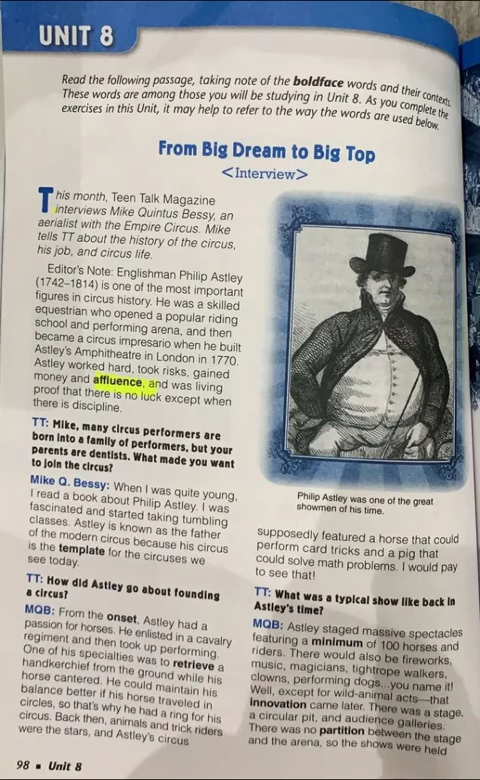 UNIT 8
Read the following passage, taking note of the boldface words and their contexts.
These words are among those you will be studying in Unit 8. As you complete the
exercises in this Unit, it may help to refer to the way the words are used below.
From Big Dream to Big Top
<Interview>
This month, Teen Talk Magazine
interviews Mike Quintus Bessy, an
aerialist with the Empire Circus. Mike
tells TT about the history of the circus,
his job, and circus life.
Editor's Note: Englishman Philip Astley
(1742–1814) is one of the most important
figures in circus history. He was a skilled
equestrian who opened a popular riding
school and performing arena, and then
became a circus impresario when he built
Astley's Amphitheatre in London in 1770.
Astley worked hard, took risks, gained
money and affluence, and was living
proof that there is no luck except when
there is discipline.
TT: Mike, many circus performers are
born into a family of performers, but your
parents are dentists. What made you want
to join the circus?
Mike Q. Bessy: When I was quite young,
I read a book about Philip Astley. I was
fascinated and started taking tumbling
classes. Astley is known as the father
of the modern circus because his circus
is the template for the circuses we
see today.
TT: How did Astley go about founding
a circus?
MQB: From the onset, Astley had a
passion for horses. He enlisted in a cavalry
regiment and then took up performing.
One of his specialties was to retrieve a
handkerchief from the ground while his
horse cantered. He could maintain his
balance better if his horse traveled in
circles, so that's why he had a ring for his
circus. Back then, animals and trick riders
were the stars, and Astley's circus
Philip Astley was one of the great
showmen of his time.
supposedly featured a horse that could
perform card tricks and a pig that
could solve math problems. I would pay
to see that!
TT: What was a typical show like back in
Astley's time?
MQB: Astley staged massive spectacles
featuring a minimum of 100 horses and
riders. There would also be fireworks,
music, magicians, tightrope walkers,
clowns, performing dogs...you name it!
Well, except for wild-animal acts—that
innovation came later. There was a stage,
a circular pit, and audience galleries.
There was no partition between the stage
and the arena, so the shows were held
98 ■ Unit 8